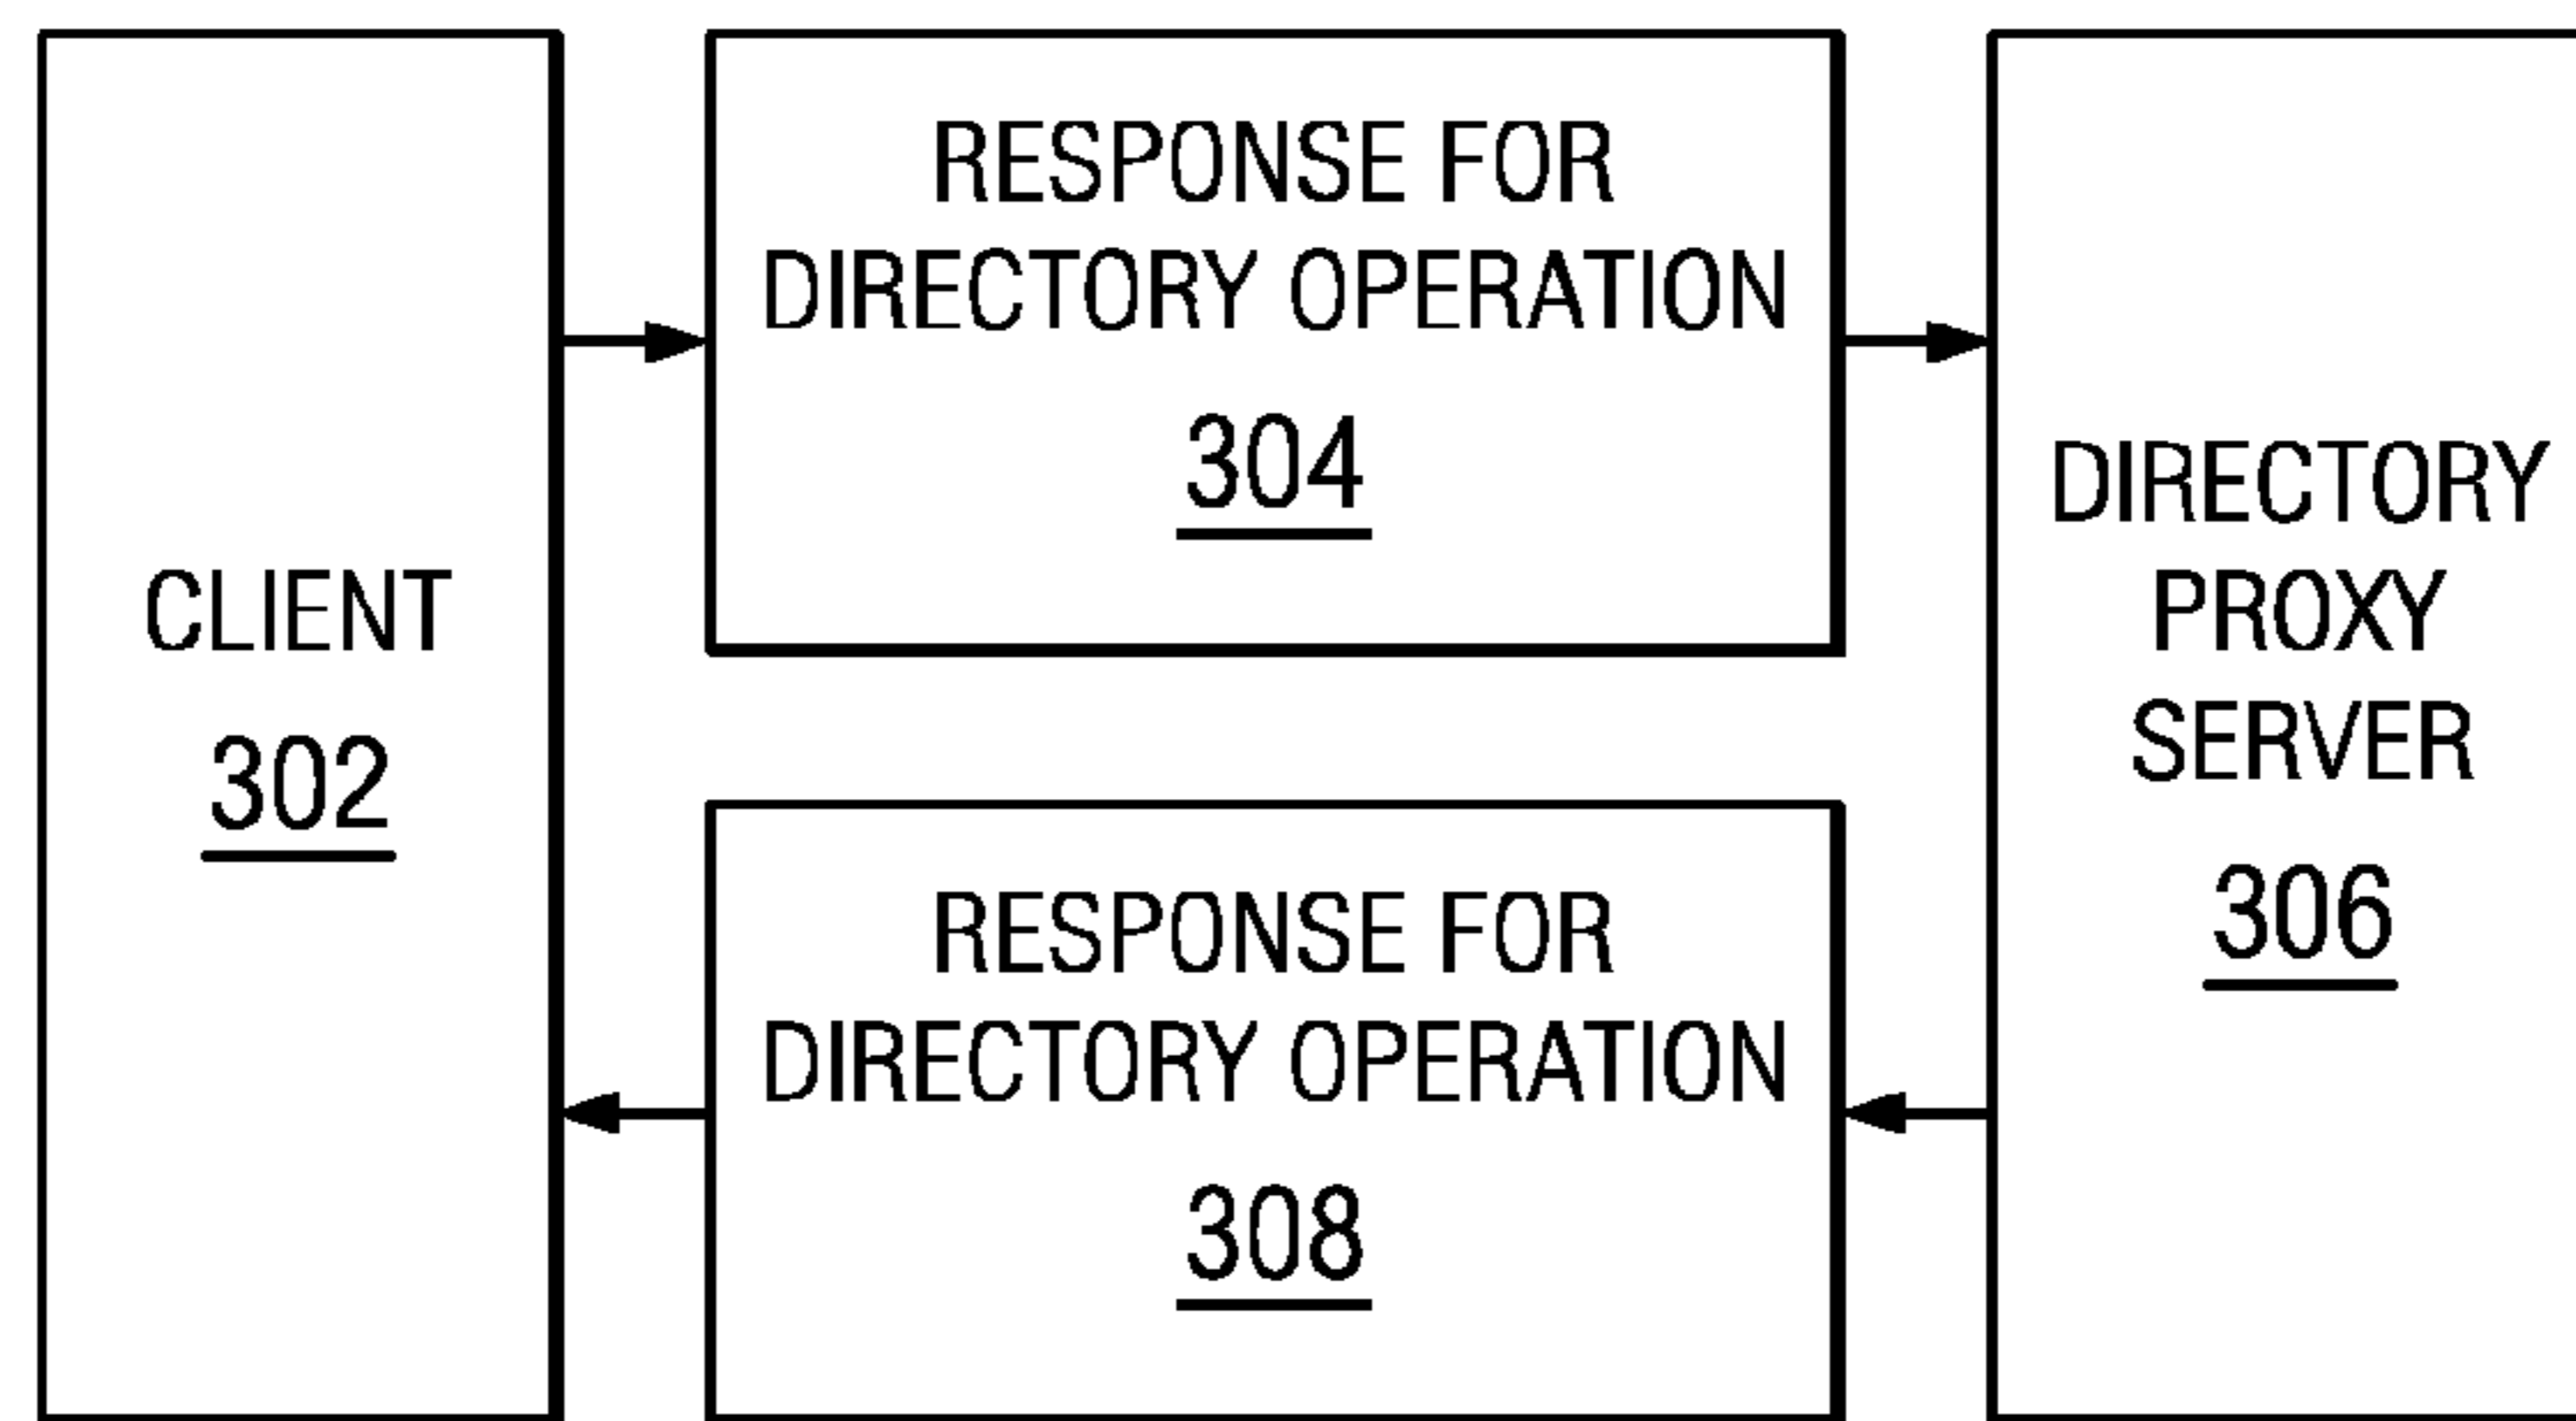 CLIENT
302
RESPONSE FOR
DIRECTORY OPERATION
304
RESPONSE FOR
DIRECTORY OPERATION
308
DIRECTORY
PROXY
SERVER
306